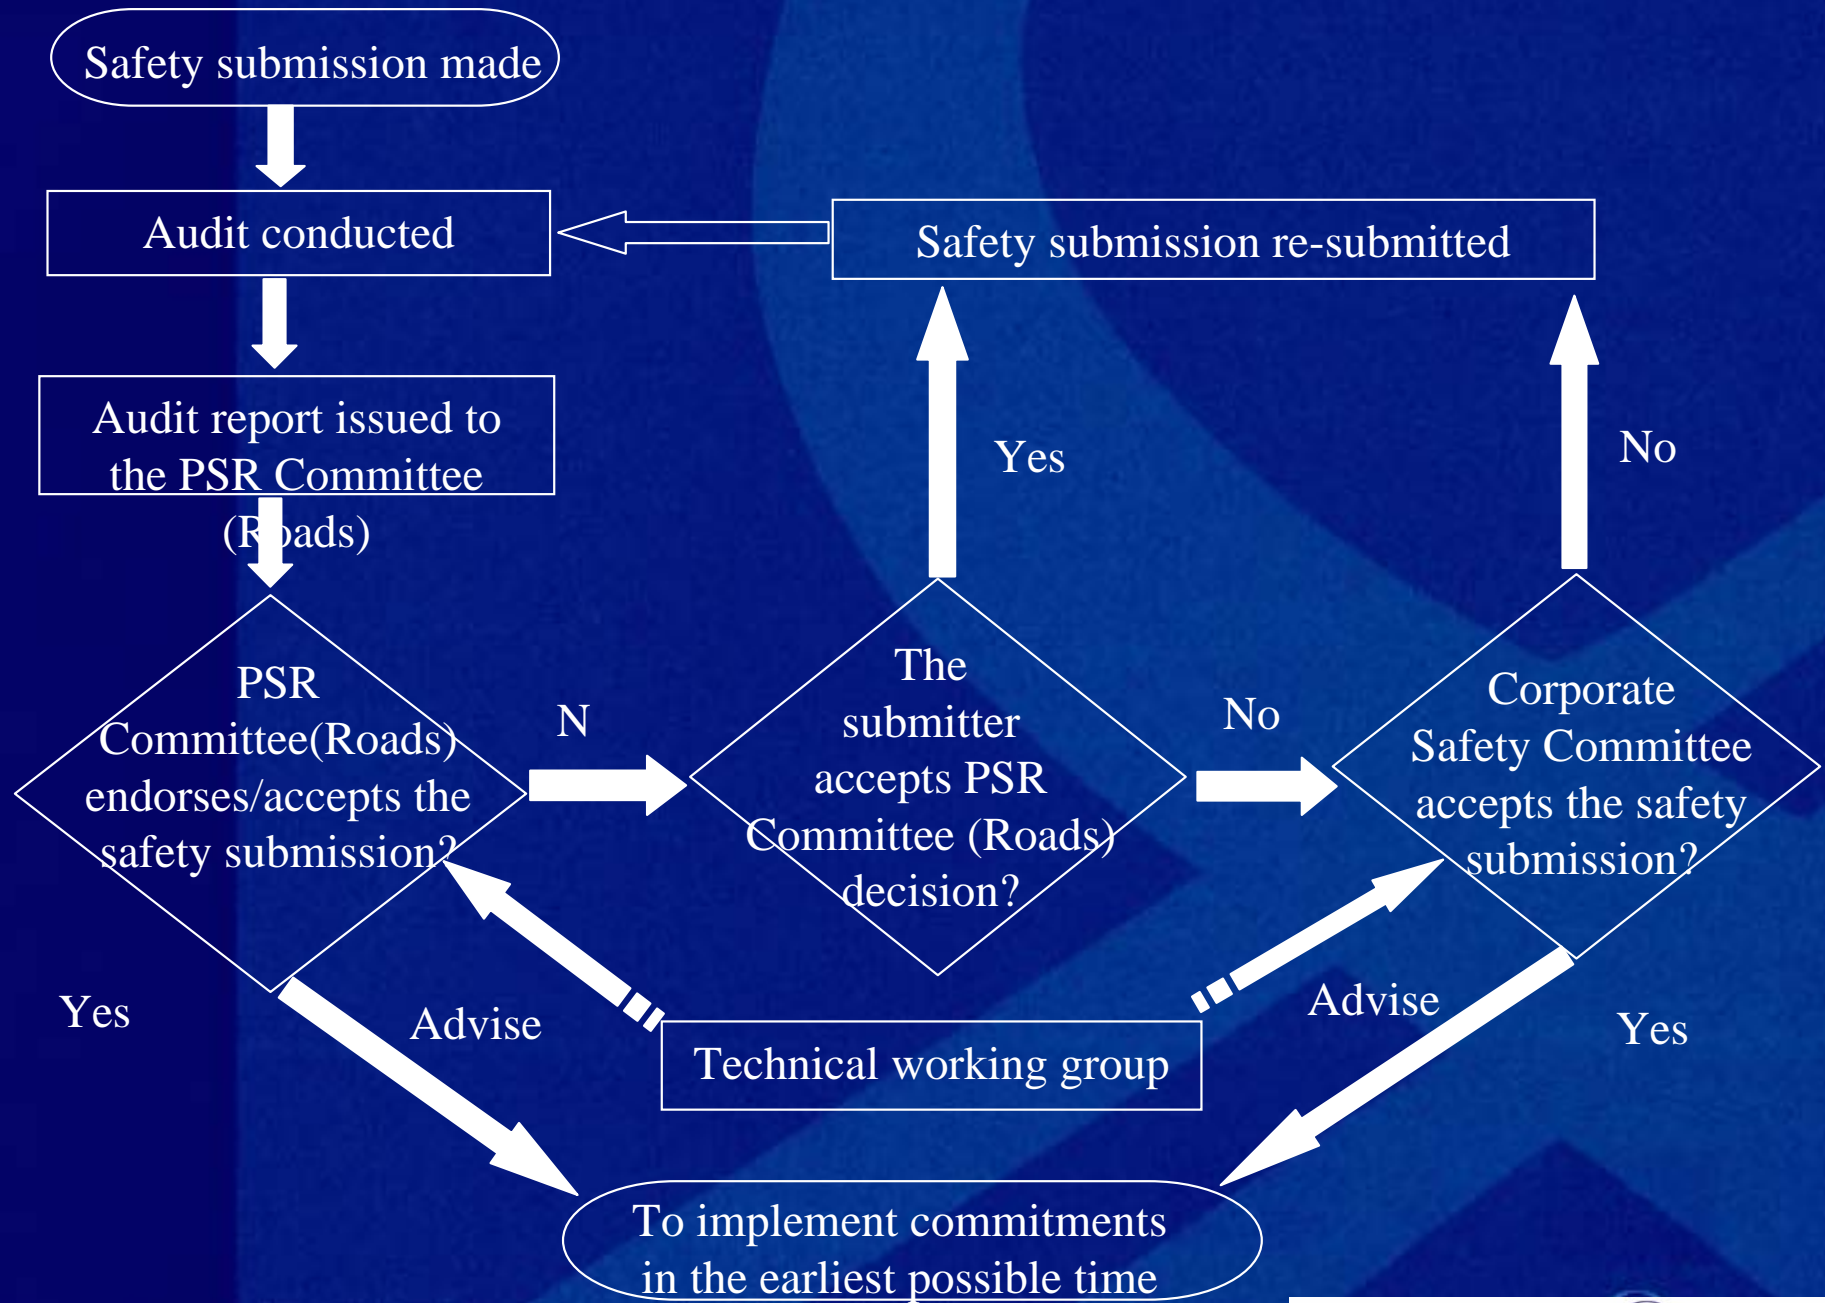 Safety submission made
Audit conducted
Safety submission re-submitted
Audit report issued to
the PSR Committee
(Roads)
Yes
No
PSR
Committee(Roads)
endorses/accepts the
safety submission?
N
The
submitter
accepts PSR
Committee (Roads)
decision?
No
Corporate
Safety Committee
accepts the safety
submission?
Yes
Advise
Technical working group
Advise
Yes
To implement commitments
in the earliest possible time